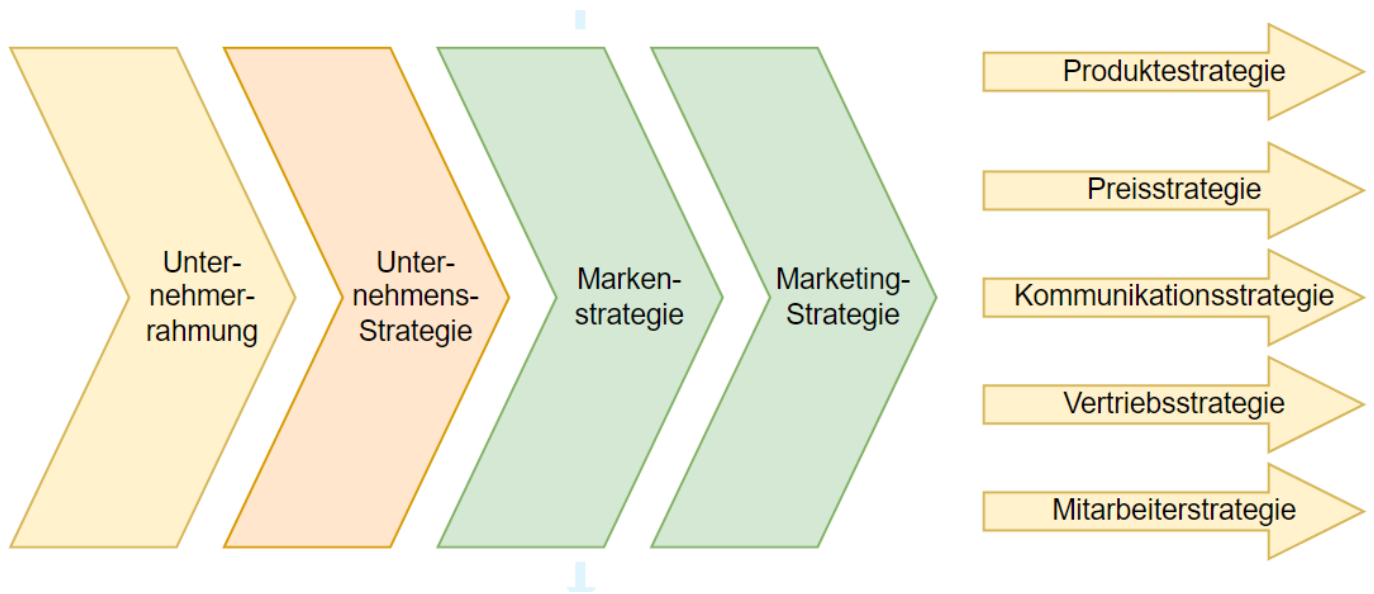 Unter-
nehmer-
rahmung
Unter-
nehmens-
Strategie
Marken-
strategie
Marketing-
Strategie
Produktestrategie
Preisstrategie
Kommunikationsstrategie
Vertriebsstrategie
Mitarbeiterstrategie